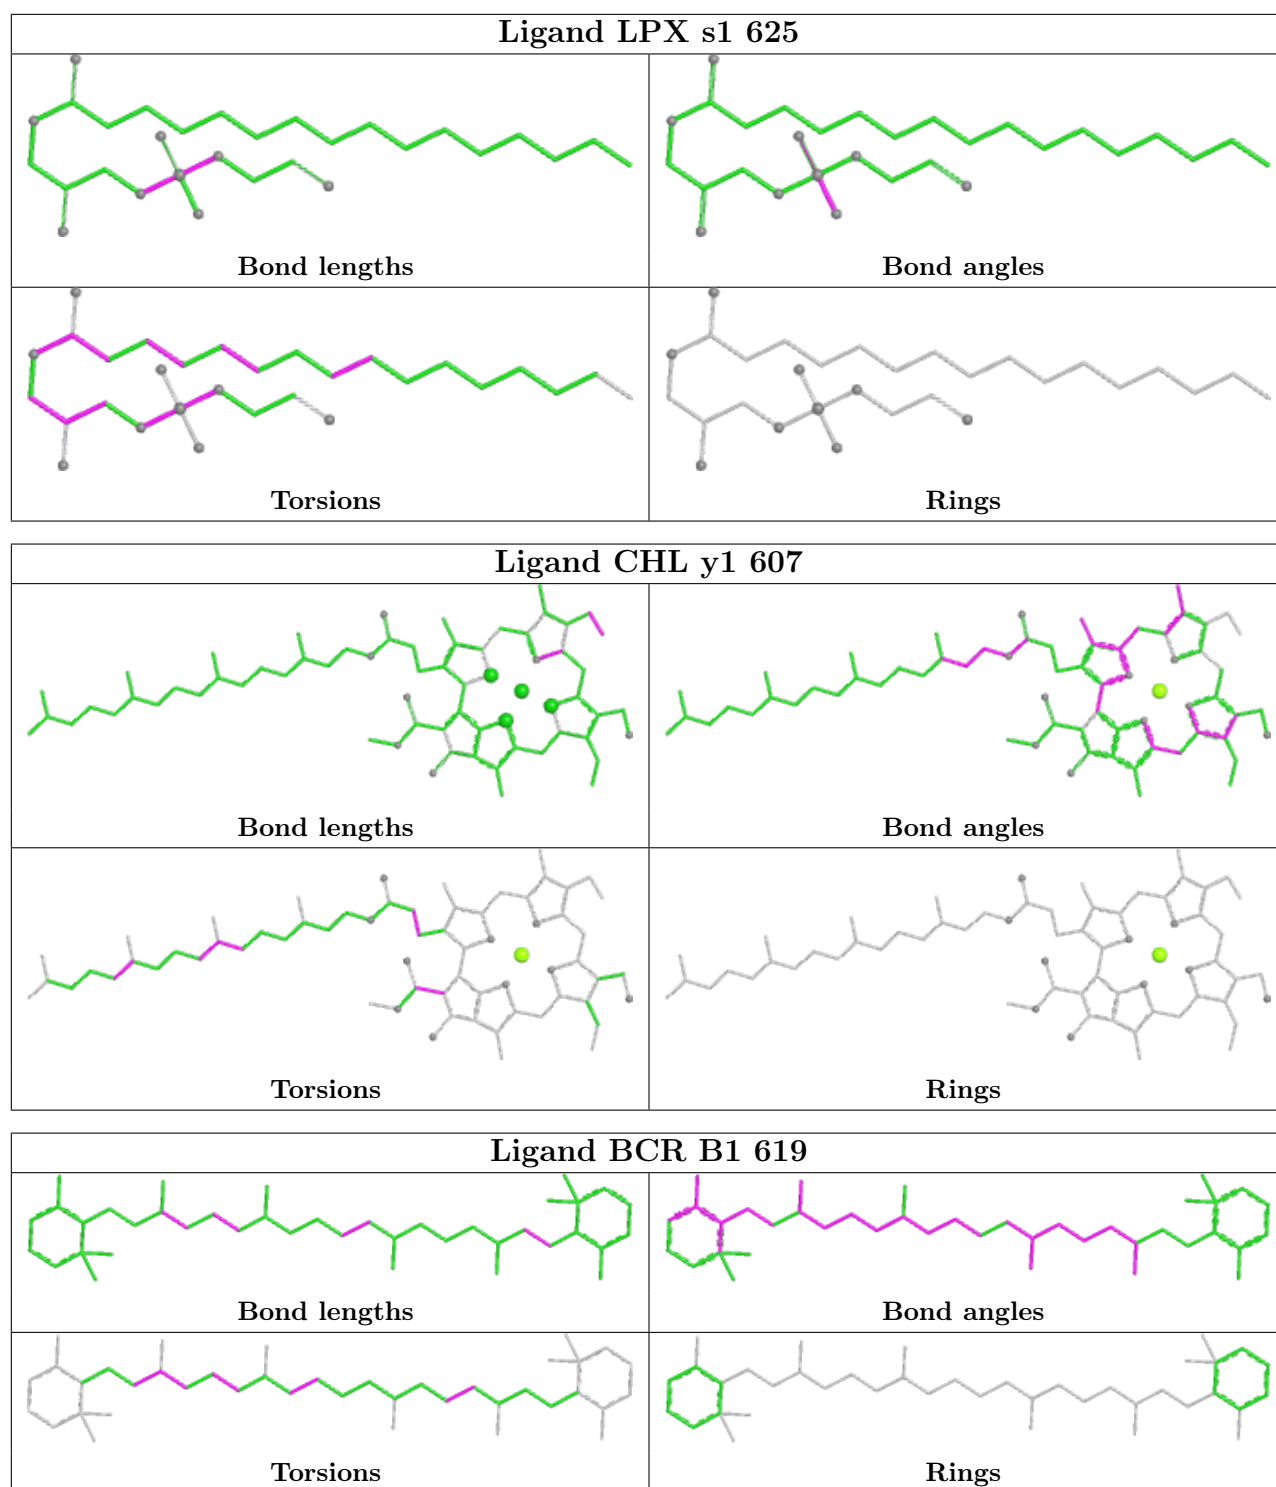 Ligand LPX s1 625
Bond lengths
Bond angles
Torsions
Rings
Ligand CHL y1 607
Bond lengths
Bond angles
Torsions
Rings
Ligand BCR B1 619
Bond lengths
Bond angles
Torsions
Rings